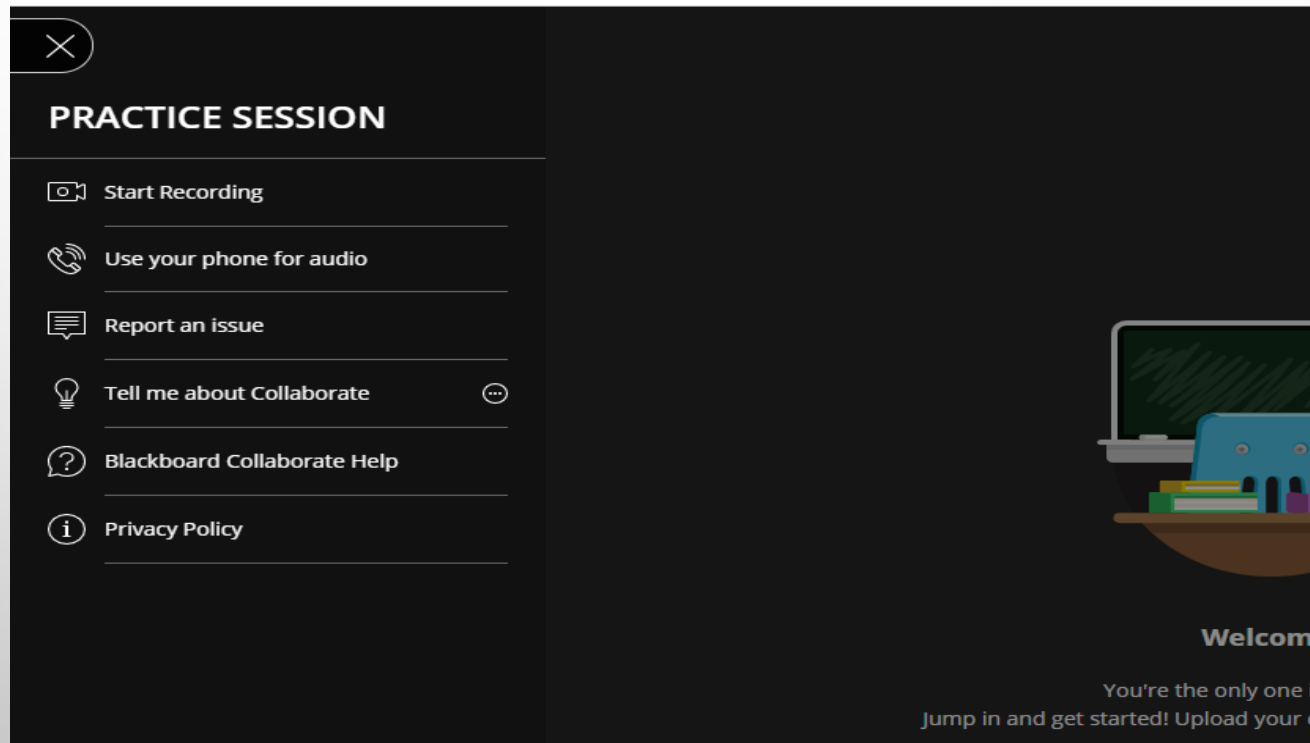 PRACTICE SESSION
Start Recording
Use your phone for audio
Report an issue
Tell me about Collaborate
Blackboard Collaborate Help
Privacy Policy
Welcom
You're the only one
Jump in and get started! Upload your